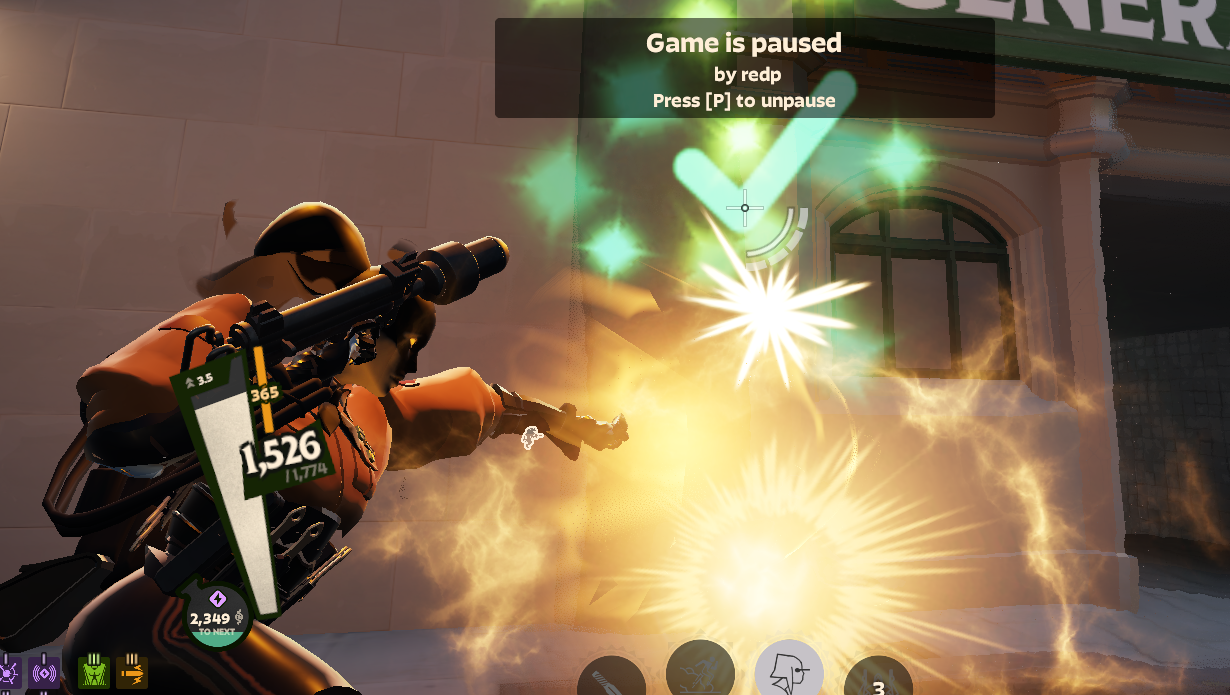 GENER
Game is paused
by redp
Press [P] to unpause
3.5
365
1,526
/1,774
2,349
TO NEXT
3